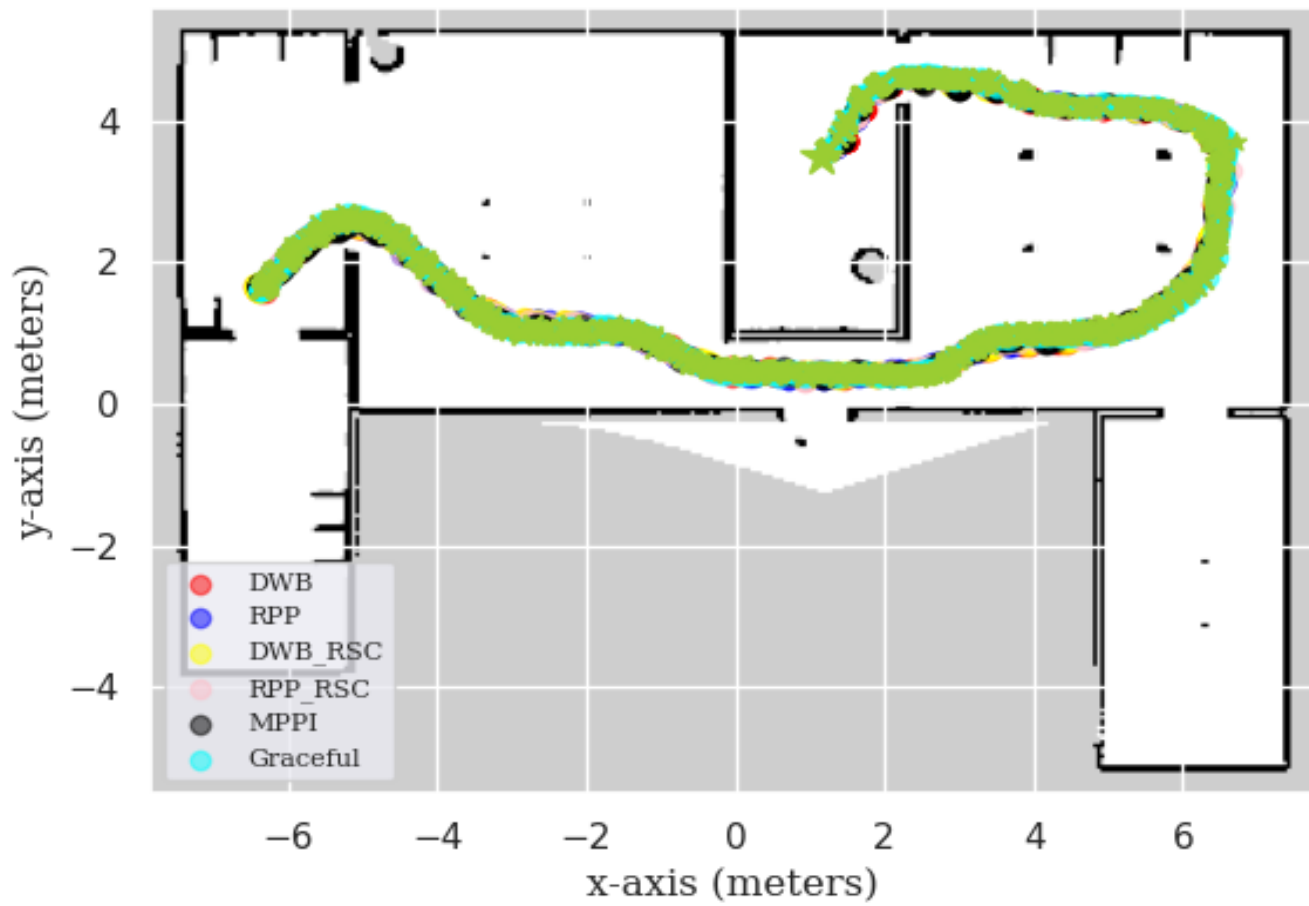 4
2
0
−2
−4
y-axis (meters)
DWB
RPP
DWB_RSC
RPP_RSC
MPPI
Graceful
−6 −4 −2 0 2 4 6
x-axis (meters)